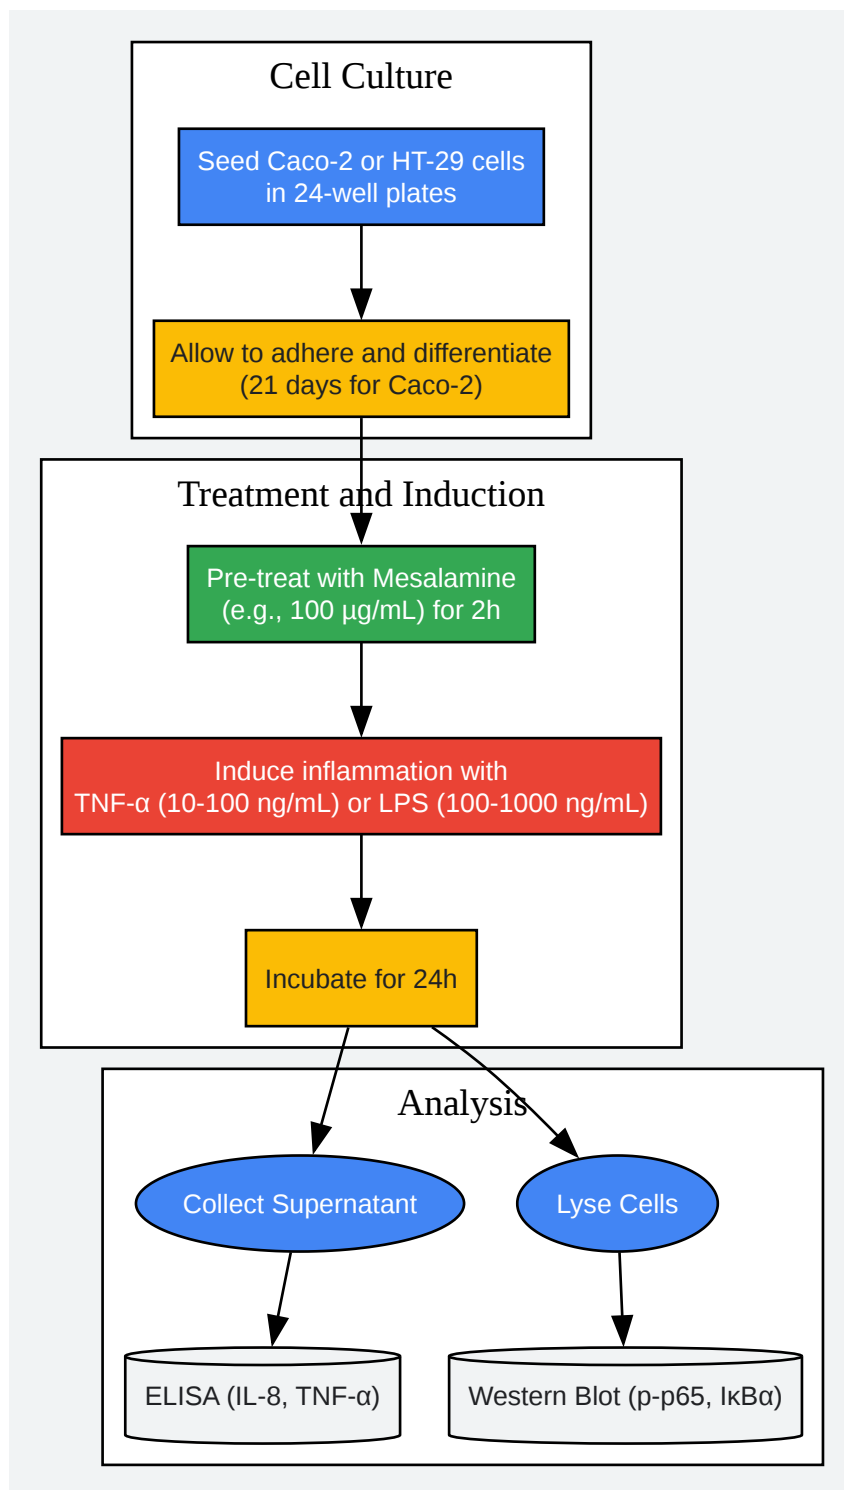 Cell Culture
Seed Caco-2 or HT-29 cells
in 24-well plates
Allow to adhere and differentiate
(21 days for Caco-2)
Treatment and Induction
Pre-treat with Mesalamine
(e.g., 100 µg/mL) for 2h
Induce inflammation with
TNF-α (10-100 ng/mL) or LPS (100-1000 ng/mL)
Incubate for 24h
Analysis
Collect Supernatant
Lyse Cells
ELISA (IL-8, TNF-α)
Western Blot (p-p65, IκBα)